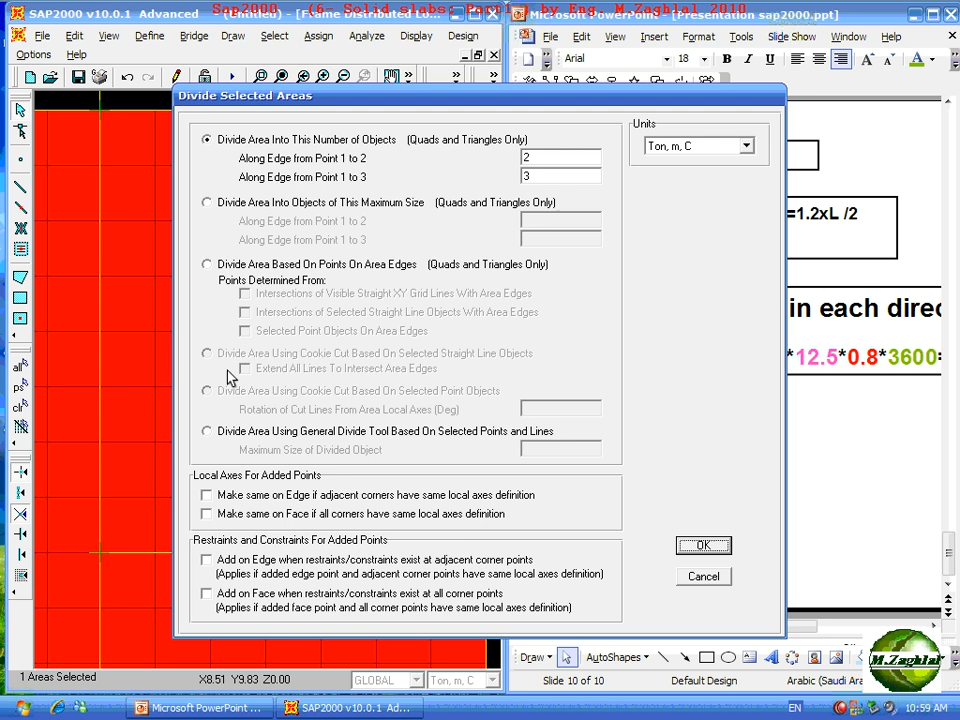 SAP2000 v10.0.1 Advanced - (Untitled) - [Frame Distributed Lo...
Sap2000 (6- Solid slabs: Part1) by Eng. M.Zaghlal 2010
Microsoft PowerPoint - [Presentation sap2000.ppt]
File Edit View Define Bridge Draw Select Assign Analyze Display Design
Options
File Edit View Insert Format Tools Slide Show Window Help
Arial 18 B I U
Divide Selected Areas
Divide Area Into This Number of Objects (Quads and Triangles Only)
Along Edge from Point 1 to 2 2
Along Edge from Point 1 to 3 3
Divide Area Into Objects of This Maximum Size (Quads and Triangles Only)
Along Edge from Point 1 to 2
Along Edge from Point 1 to 3
Divide Area Based On Points On Area Edges (Quads and Triangles Only)
Points Determined From:
Intersections of Visible Straight XY Grid Lines With Area Edges
Intersections of Selected Straight Line Objects With Area Edges
Selected Point Objects On Area Edges
Divide Area Using Cookie Cut Based On Selected Straight Line Objects
Extend All Lines To Intersect Area Edges
Divide Area Using Cookie Cut Based On Selected Point Objects
Rotation of Cut Lines From Area Local Axes (Deg)
Divide Area Using General Divide Tool Based On Selected Points and Lines
Maximum Size of Divided Object
Local Axes For Added Points
Make same on Edge if adjacent corners have same local axes definition
Make same on Face if all corners have same local axes definition
Restraints and Constraints For Added Points
Add on Edge when restraints/constraints exist at adjacent corner points
(Applies if added edge point and adjacent corner points have same local axes definition)
Add on Face when restraints/constraints exist at all corner points
(Applies if added face point and all corner points have same local axes definition)
Units
Ton, m, C
OK
Cancel
=1.2xL /2
in each direc
*12.5*0.8*3600=
all
ps
clr
1 Areas Selected X8.51 Y9.83 Z0.00 GLOBAL Ton, m, C
Draw AutoShapes
Slide 10 of 10 Default Design Arabic (Saudi Ara
M.Zaghlal
Microsoft PowerPoint ... SAP2000 v10.0.1 Ad... EN 10:59 AM